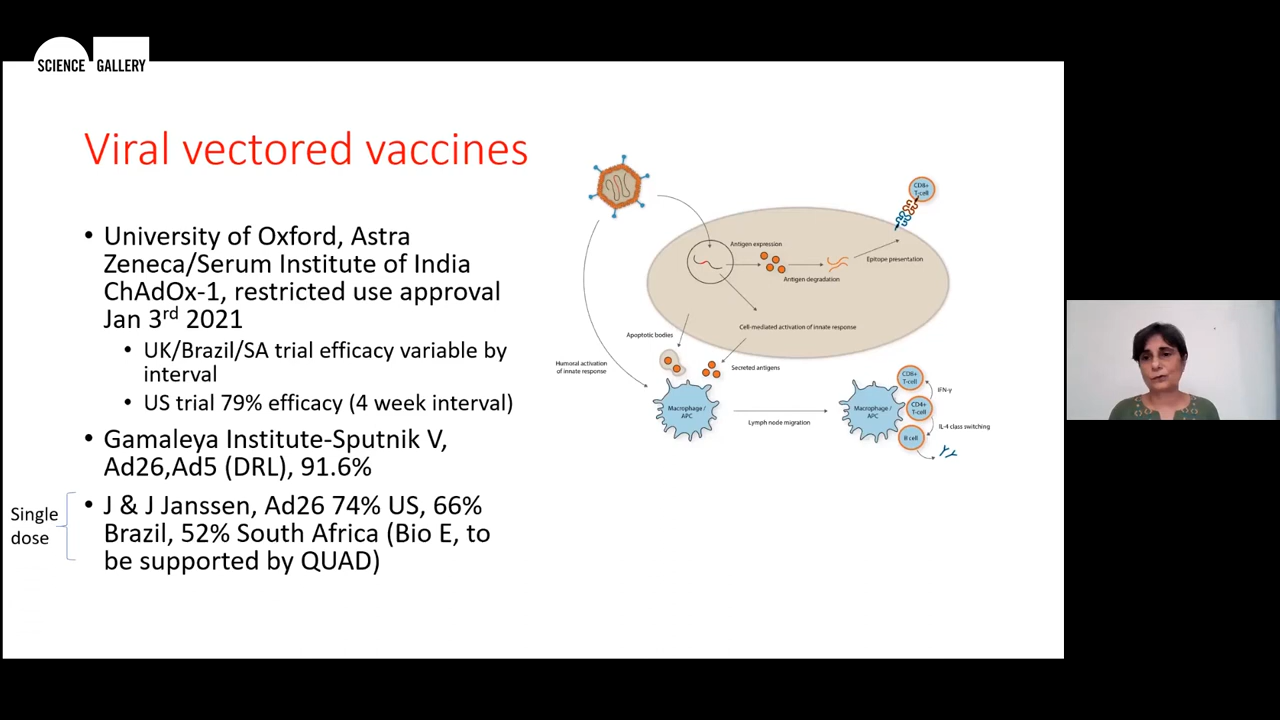 SCIENCE GALLERY
Viral vectored vaccines
• University of Oxford, Astra
Zeneca/Serum Institute of India
ChAdOx-1, restricted use approval
Jan 3rd 2021
• UK/Brazil/SA trial efficacy variable by
interval
• US trial 79% efficacy (4 week interval)
• Gamaleya Institute-Sputnik V,
Ad26,Ad5 (DRL), 91.6%
Single
dose
• J & J Janssen, Ad26 74% US, 66%
Brazil, 52% South Africa (Bio E, to
be supported by QUAD)
CD8+
T-cell
Antigen expression
Epitope presentation
Antigen degradation
Cell-mediated activation of innate response
Apoptotic bodies
Humoral activation
of innate response
Secreted antigens
Macrophage /
APC
Lymph node migration
Macrophage /
APC
CD8+
T-cell
IFN-γ
CD4+
T-cell
IL-4 class switching
B cell